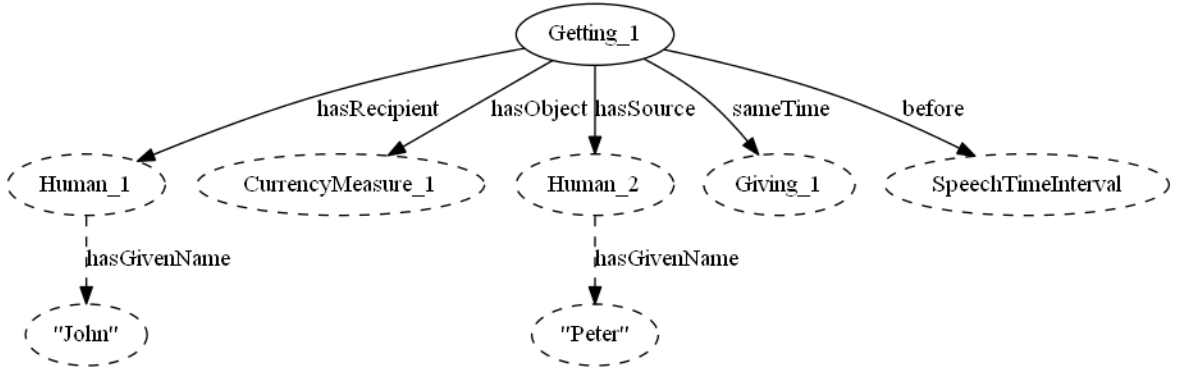 Getting_1
hasRecipient hasObject hasSource sameTime before
Human_1 CurrencyMeasure_1 Human_2 Giving_1 SpeechTimeInterval
hasGivenName hasGivenName
"John" "Peter"